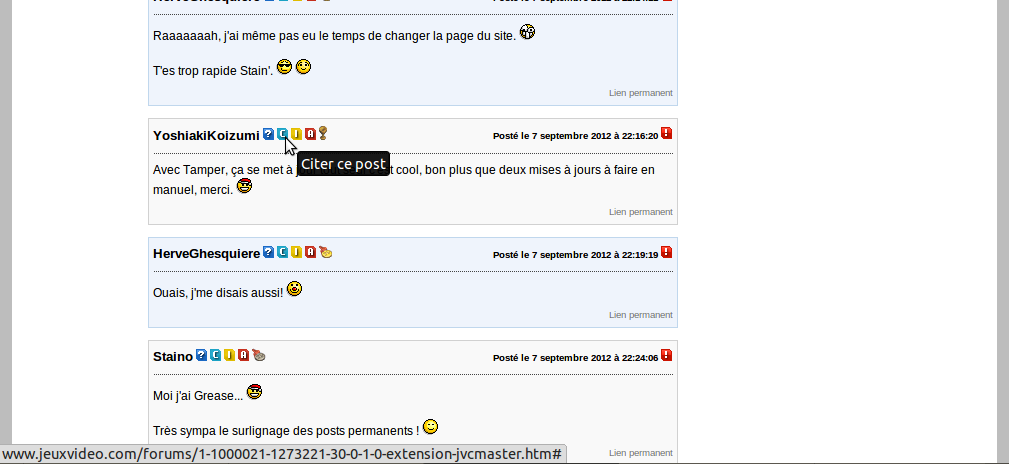 Raaaaaaah, j'ai même pas eu le temps de changer la page du site.
T'es trop rapide Stain'.
Lien permanent
YoshiakiKoizumi ? C J A Posté le 7 septembre 2012 à 22:16:20 !
Citer ce post
Avec Tamper, ça se met à cool, bon plus que deux mises à jours à faire en
manuel, merci.
Lien permanent
HerveGhesquiere ? C J A Posté le 7 septembre 2012 à 22:19:19 !
Ouais, j'me disais aussi!
Lien permanent
Staino ? C J A Posté le 7 septembre 2012 à 22:24:06 !
Moi j'ai Grease...
Très sympa le surlignage des posts permanents !
Lien permanent
www.jeuxvideo.com/forums/1-1000021-1273221-30-0-1-0-extension-jvcmaster.htm#